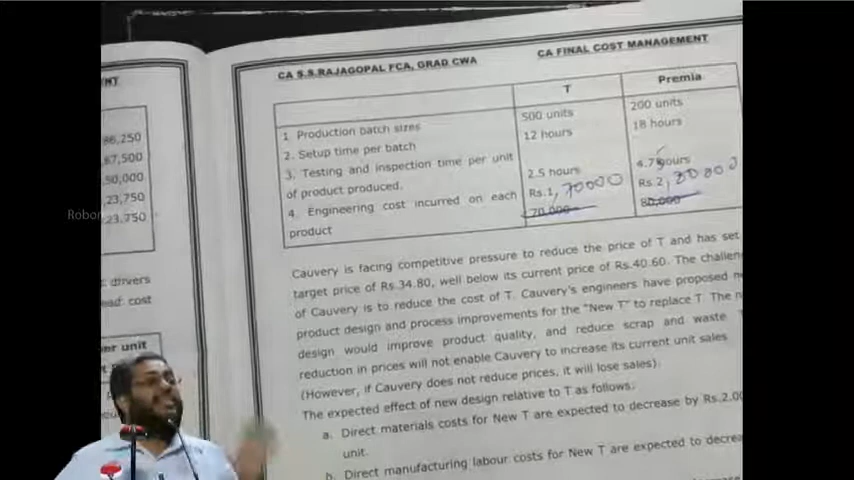 CA S.S.RAJAGOPAL FCA, GRAD CWA
CA FINAL COST MANAGEMENT
T Premia
1. Production batch sizes 500 units 200 units
2. Setup time per batch 12 hours 18 hours
3. Testing and inspection time per unit
of product produced. 2.5 hours 4.75 hours
4. Engineering cost incurred on each
product
Rs.1, 70000 Rs.2, 80000
70,000 80,000
Cauvery is facing competitive pressure to reduce the price of T and has set
target price of Rs.34.80, well below its current price of Rs.40.60. The
of Cauvery is to reduce the cost of T. Cauvery's engineers have proposed
product design and process improvements for the "New T" to replace T. The
design would improve product quality, and reduce scrap and waste.
reduction in prices will not enable Cauvery to increase its current unit sales
(However, if Cauvery does not reduce prices, it will lose sales).
The expected effect of new design relative to T as follows.
a. Direct materials costs for New T are expected to decrease by Rs.2.00
unit.
b. Direct manufacturing labour costs for New T are expected to
86,250
87,500
50,000
23,750
23,750
drivers
cost
unit
Robo